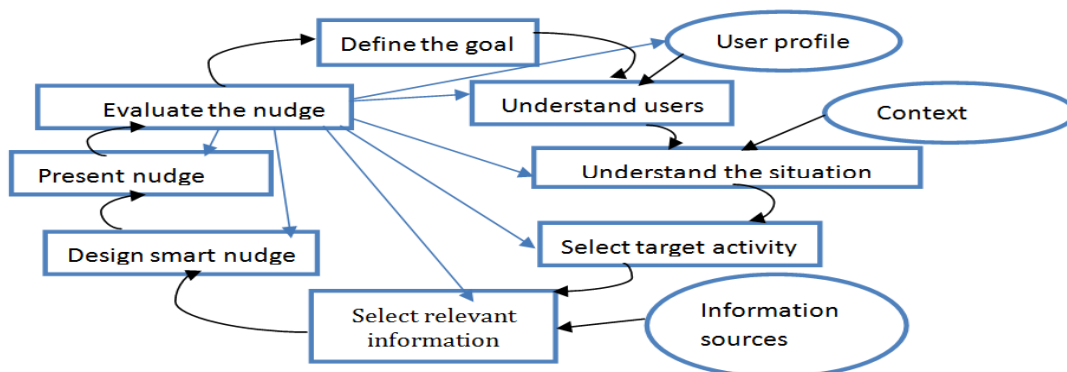 Define the goal
User profile
Evaluate the nudge
Understand users
Context
Present nudge
Understand the situation
Design smart nudge
Select target activity
Select relevant
information
Information
sources